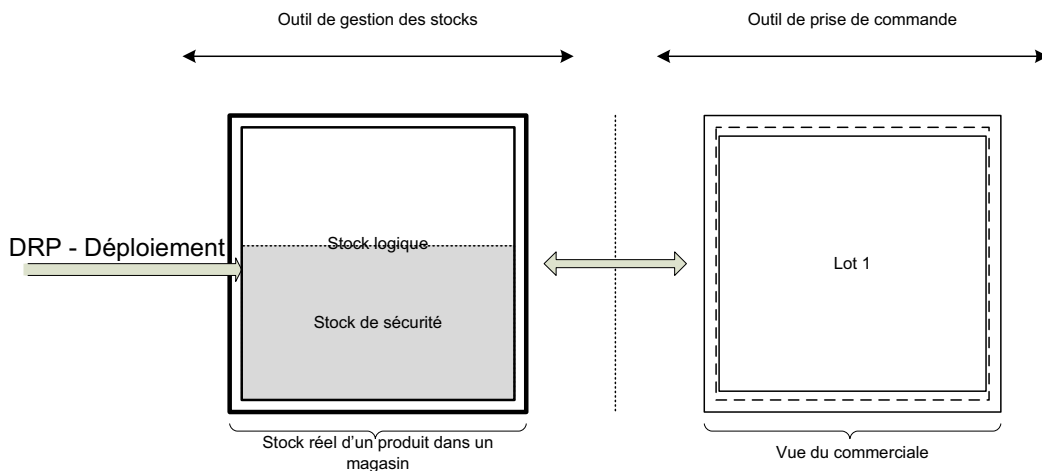 Outil de gestion des stocks
Outil de prise de commande
DRP - Déploiement
Stock logique
Stock de sécurité
Lot 1
Stock réel d’un produit dans un
magasin
Vue du commerciale